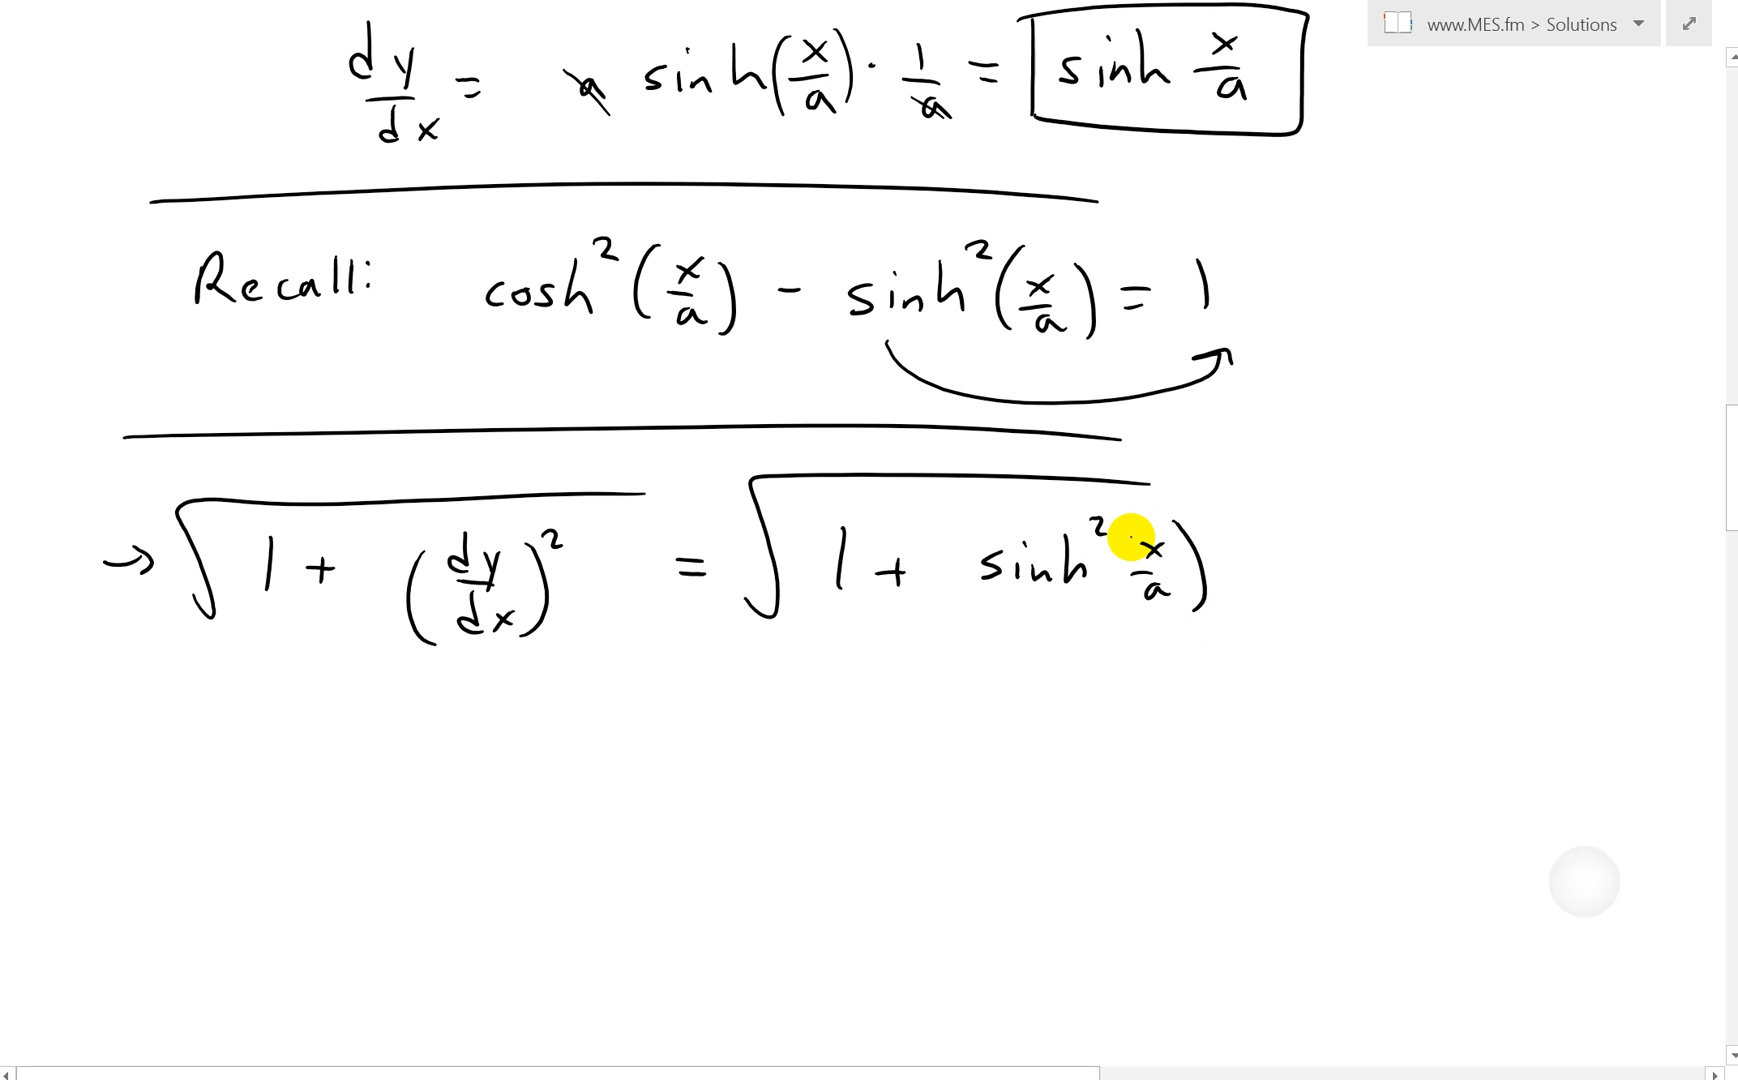 www.MES.fm > Solutions
dy/dx = a sinh(x/a) · 1/a = sinh x/a
Recall: cosh²(x/a) - sinh²(x/a) = 1
→ √1 + (dy/dx)² = √1 + sinh² x/a)